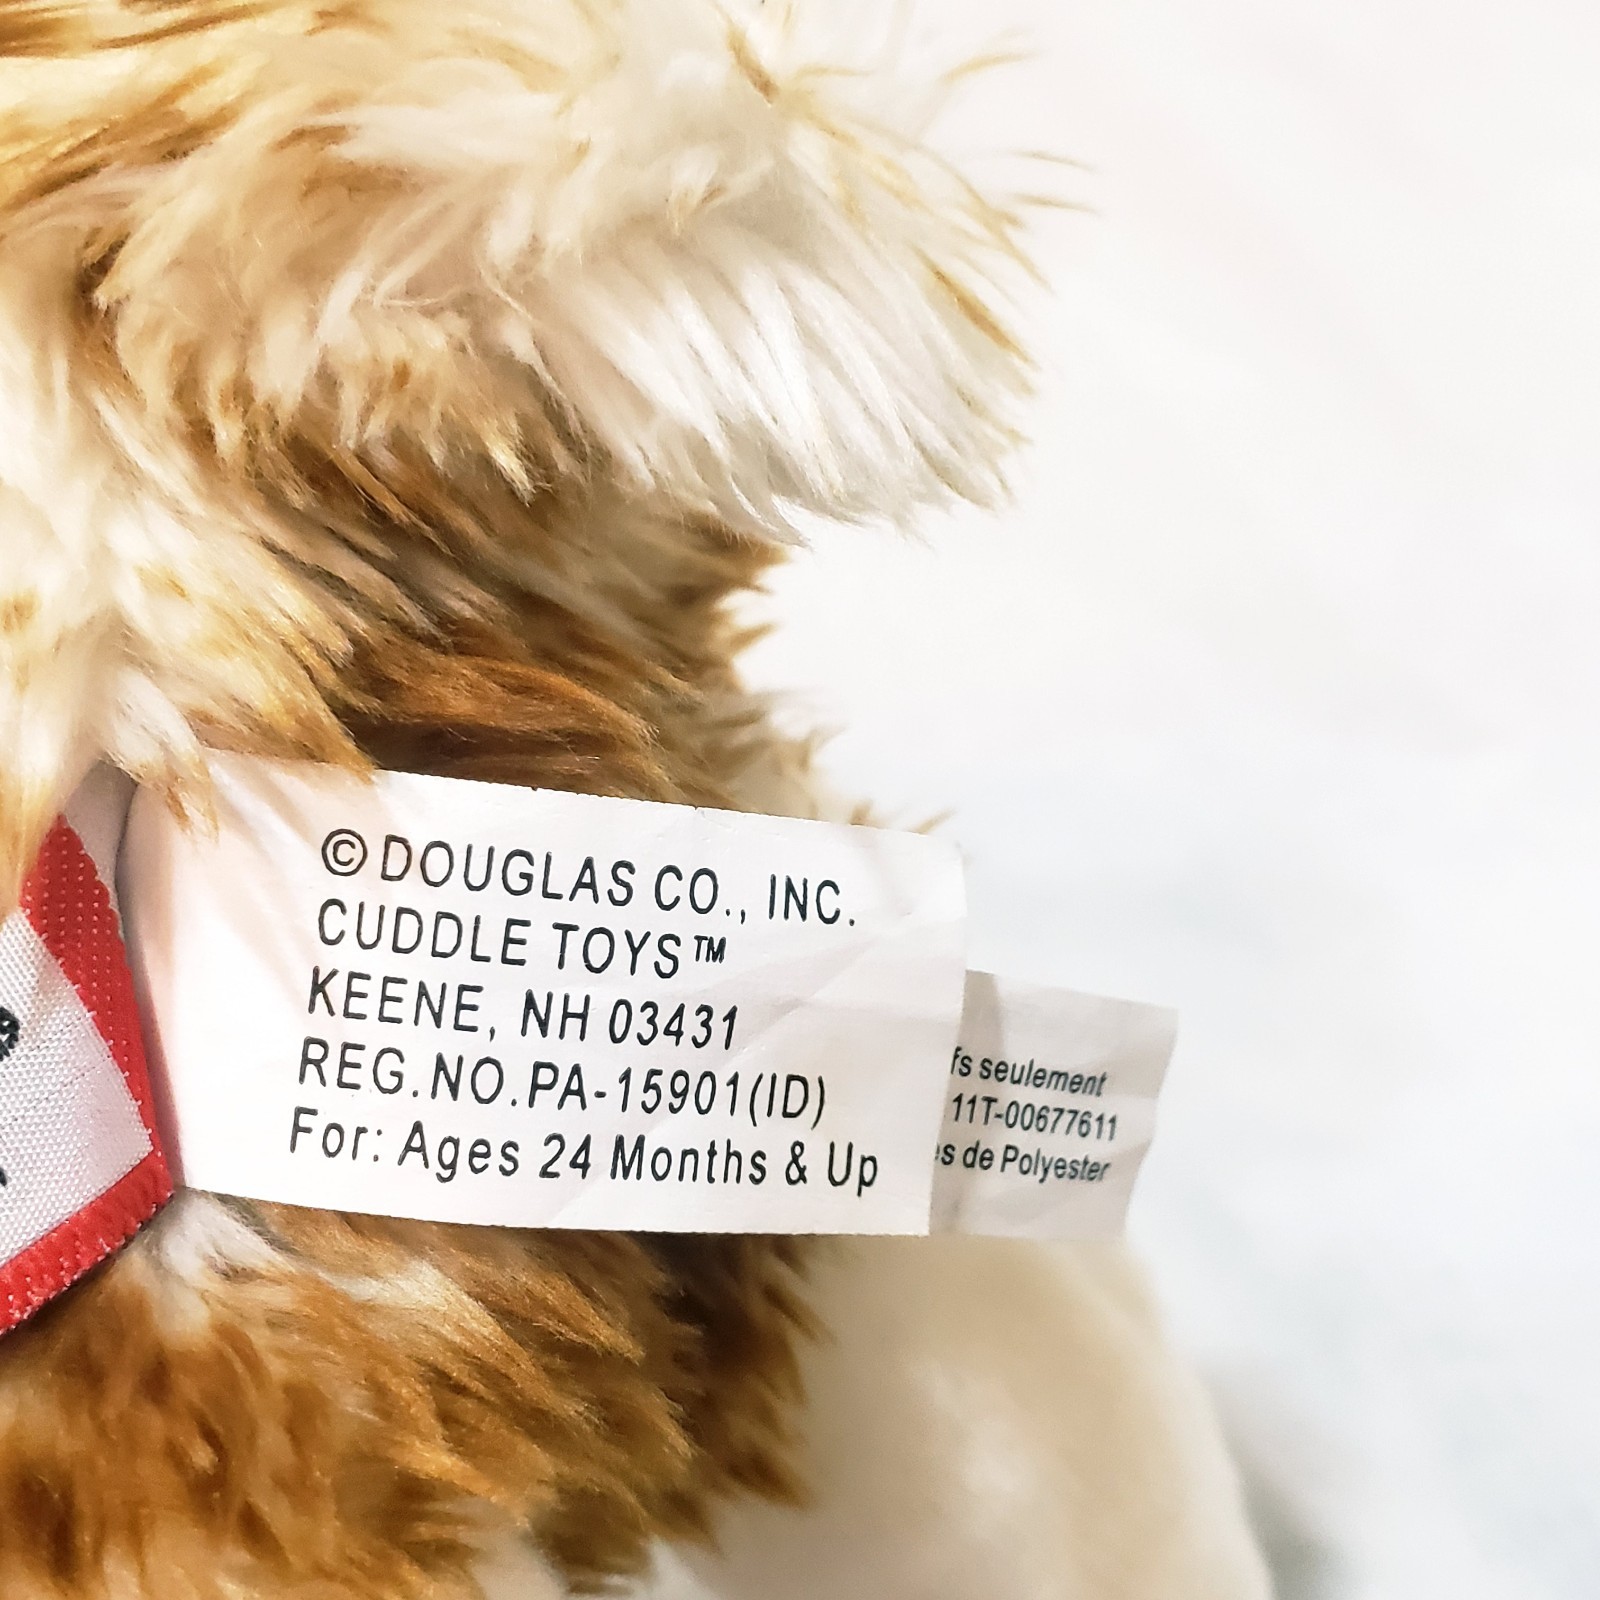 © DOUGLAS CO., INC.
CUDDLE TOYS™
KEENE, NH 03431
REG.NO.PA-15901(ID)
For: Ages 24 Months & Up
fs seulement
11T-00677611
es de Polyester